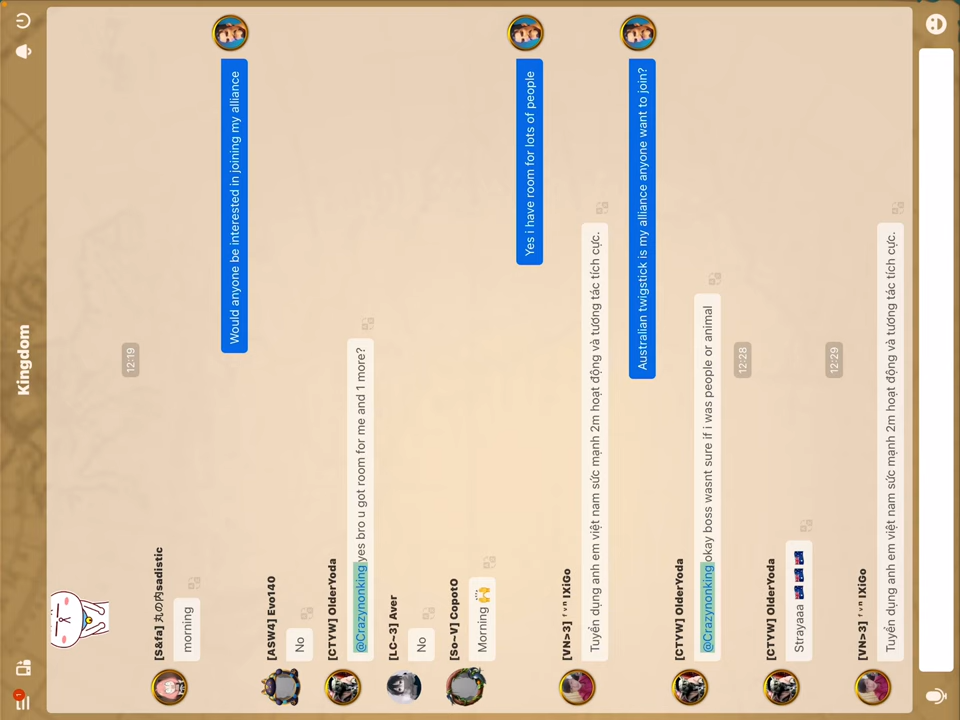 Kingdom
1
12:19
[S&fa] 丸の内sadistic
morning
Would anyone be interested in joining my alliance
[ASW4] Evo140
No
[CTYW] OlderYoda
@Crazynonking yes bro u got room for me and 1 more?
[LC~3] Aver
No
[So~V] CopotO
Morning 🙌
Yes i have room for lots of people
[VN>3] ᶠᵛⁿ IXiGo
Tuyển dụng anh em việt nam sức mạnh 2m hoạt động và tương tác tích cực.
Australian twigstick is my alliance anyone want to join?
[CTYW] OlderYoda
@Crazynonking okay boss wasnt sure if i was people or animal
12:28
[CTYW] OlderYoda
Strayaaa 🇦🇺🇦🇺🇦🇺
12:29
[VN>3] ᶠᵛⁿ IXiGo
Tuyển dụng anh em việt nam sức mạnh 2m hoạt động và tương tác tích cực.